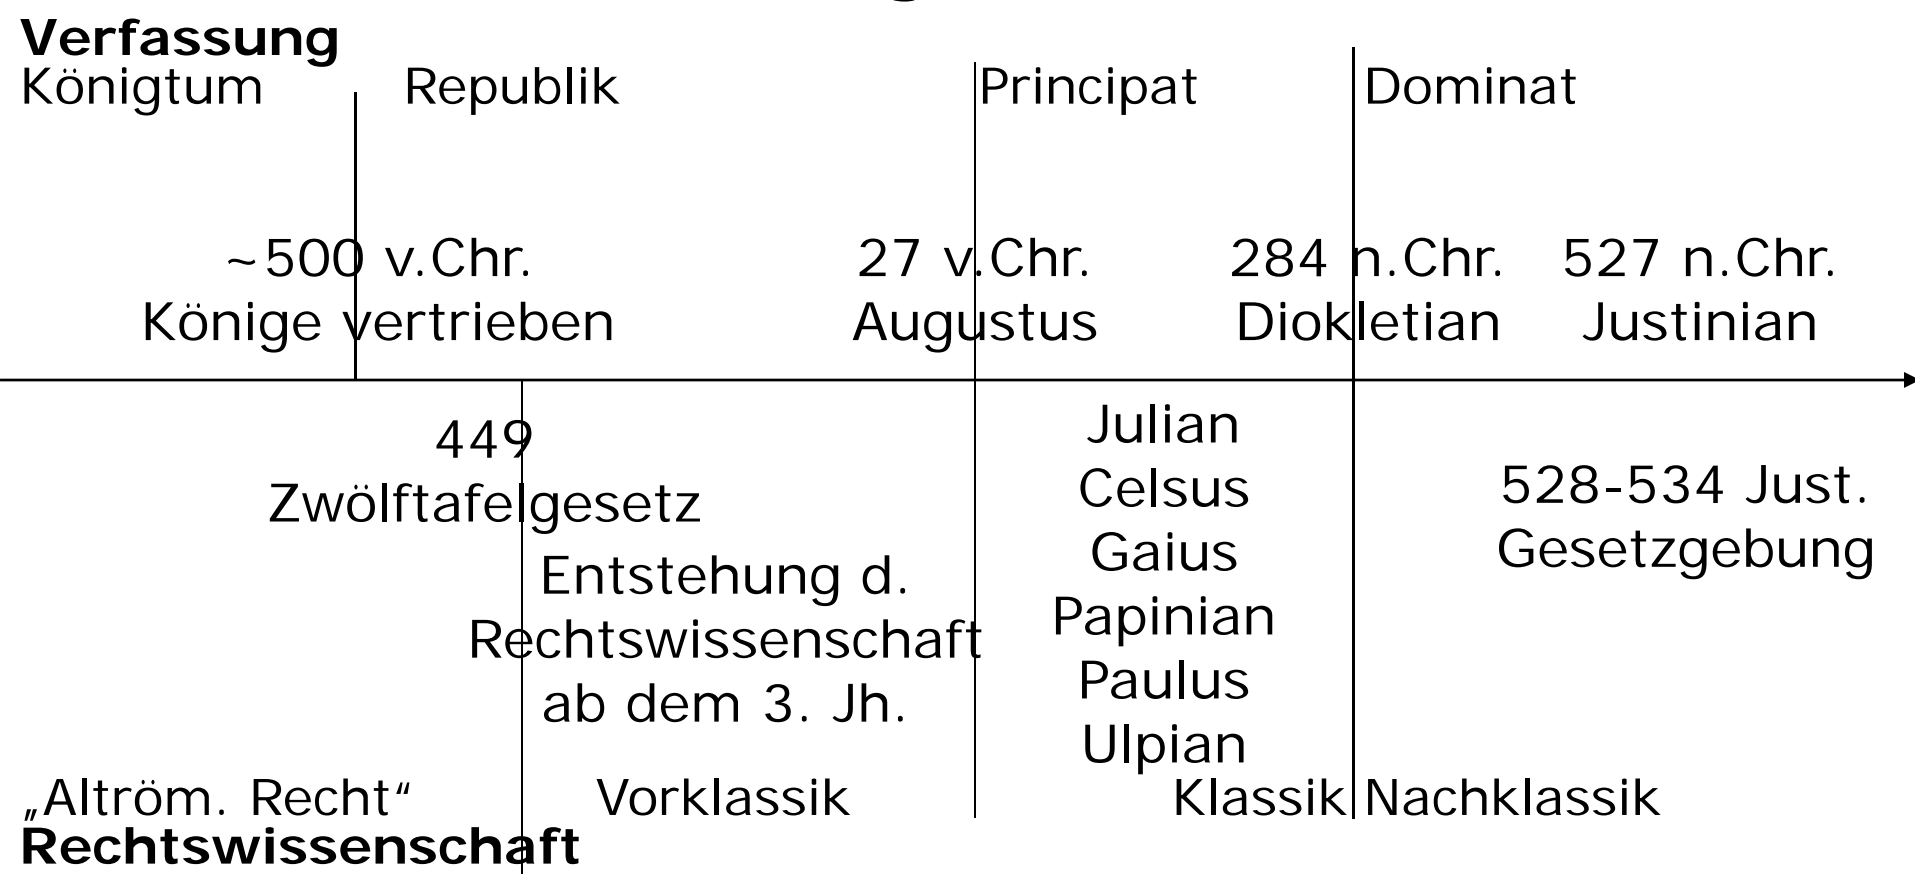 Verfassung
Königtum Republik Principat Dominat
~500 v.Chr. 27 v.Chr. 284 n.Chr. 527 n.Chr.
Könige vertrieben Augustus Diokletian Justinian
449
Zwölftafelgesetz
Entstehung d.
Rechtswissenschaft
ab dem 3. Jh.
Julian
Celsus
Gaius
Papinian
Paulus
Ulpian
528-534 Just.
Gesetzgebung
„Altröm. Recht“ Vorklassik Klassik Nachklassik
Rechtswissenschaft